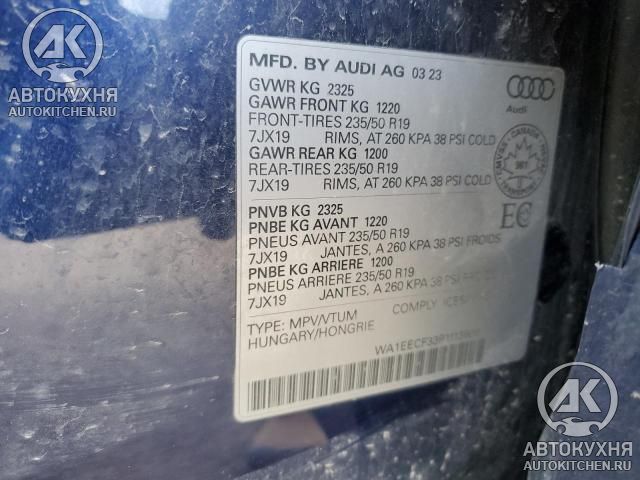 AK
АВТОКУХНЯ
AUTOKITCHEN.RU
MFD. BY AUDI AG 03 23
GVWR KG 2325
GAWR FRONT KG 1220
FRONT-TIRES 235/50 R19
7JX19 RIMS, AT 260 KPA 38 PSI COLD
GAWR REAR KG 1200
REAR-TIRES 235/50 R19
7JX19 RIMS, AT 260 KPA 38 PSI COLD
Audi
CANADA
PNVB KG 2325
PNBE KG AVANT 1220
PNEUS AVANT 235/50 R19
7JX19 JANTES, A 260 KPA 38 PSI FROIDS
PNBE KG ARRIERE 1200
PNEUS ARRIERE 235/50 R19
7JX19 JANTES, A 260 KPA 38 PSI
EC
TYPE: MPV/VTUM COMPLY
HUNGARY/HONGRIE
AK
АВТОКУХНЯ
AUTOKITCHEN.RU